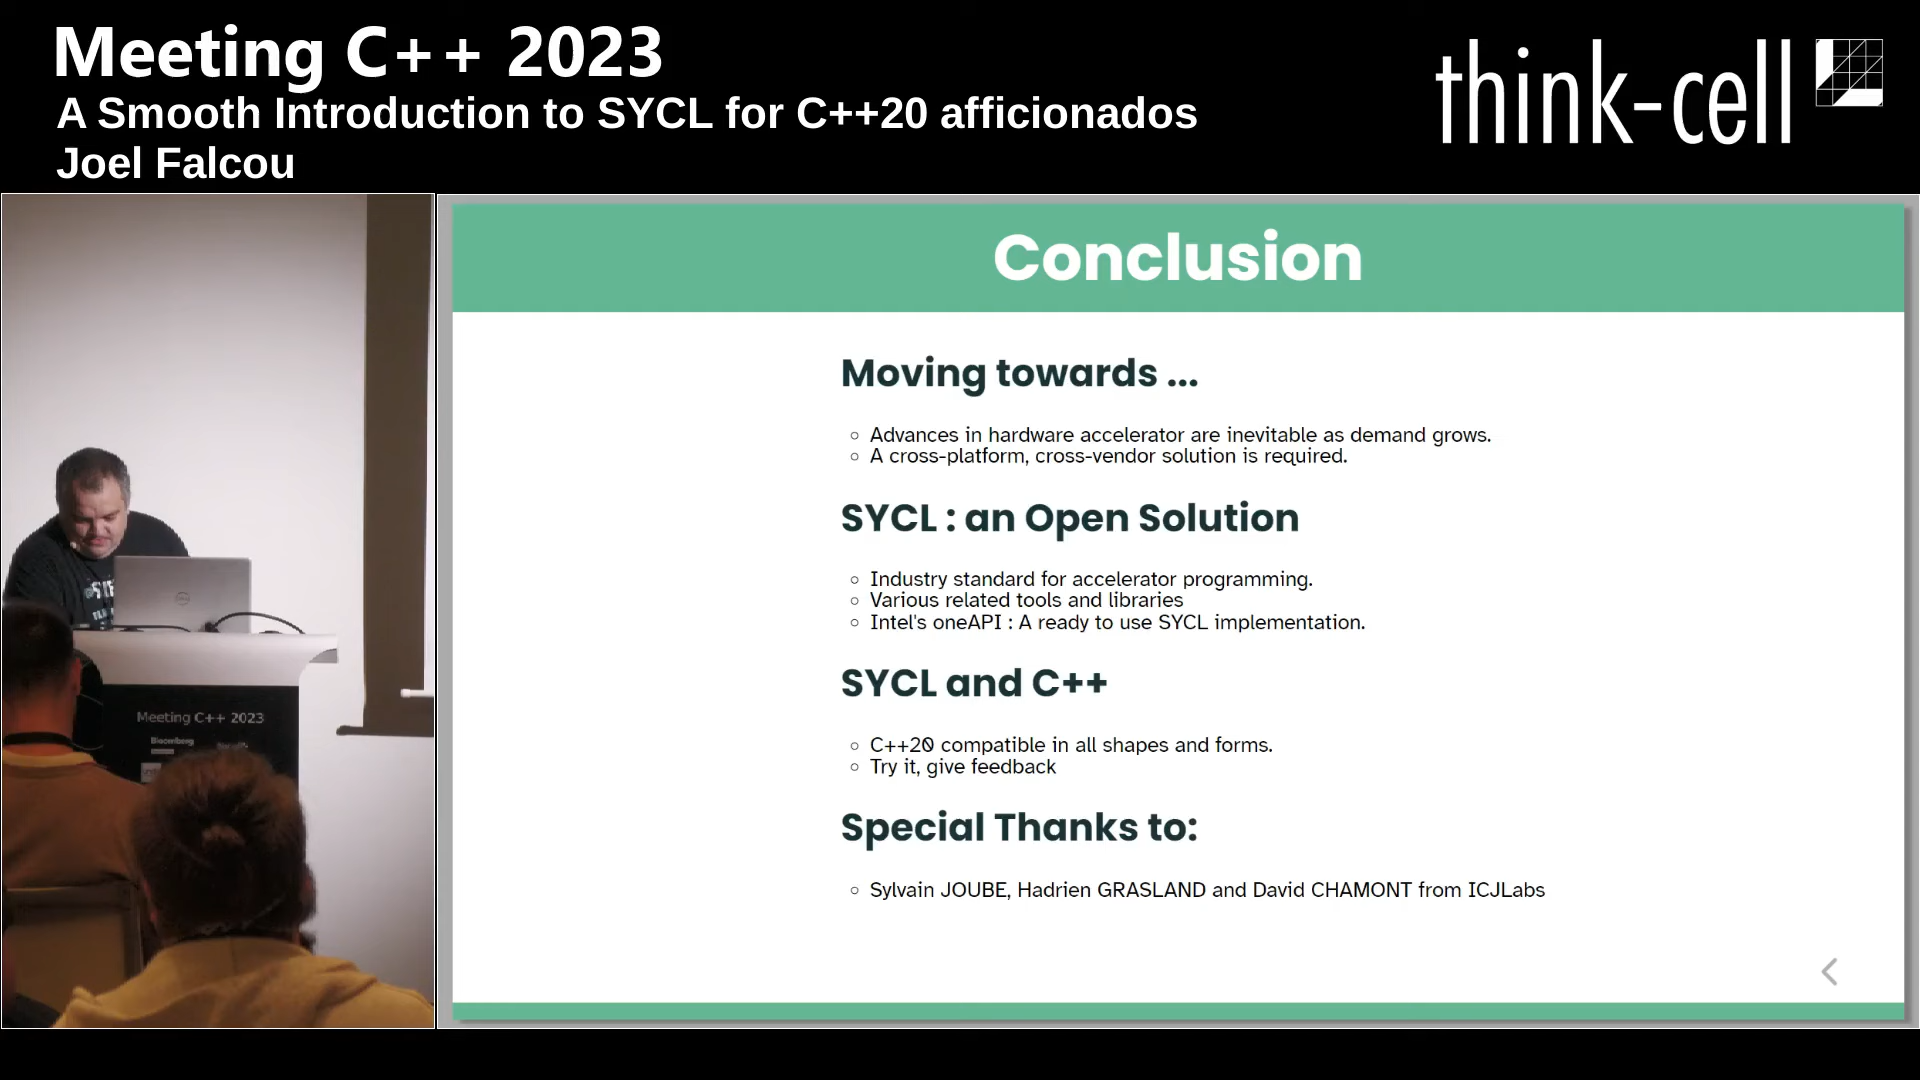 Meeting C++ 2023
A Smooth Introduction to SYCL for C++20 afficionados
Joel Falcou
think-cell
Conclusion
Moving towards ...
Advances in hardware accelerator are inevitable as demand grows.
A cross-platform, cross-vendor solution is required.
SYCL : an Open Solution
Industry standard for accelerator programming.
Various related tools and libraries
Intel's oneAPI : A ready to use SYCL implementation.
SYCL and C++
C++20 compatible in all shapes and forms.
Try it, give feedback
Special Thanks to:
Sylvain JOUBE, Hadrien GRASLAND and David CHAMONT from ICJLabs
Meeting C++ 2023
Bloomberg